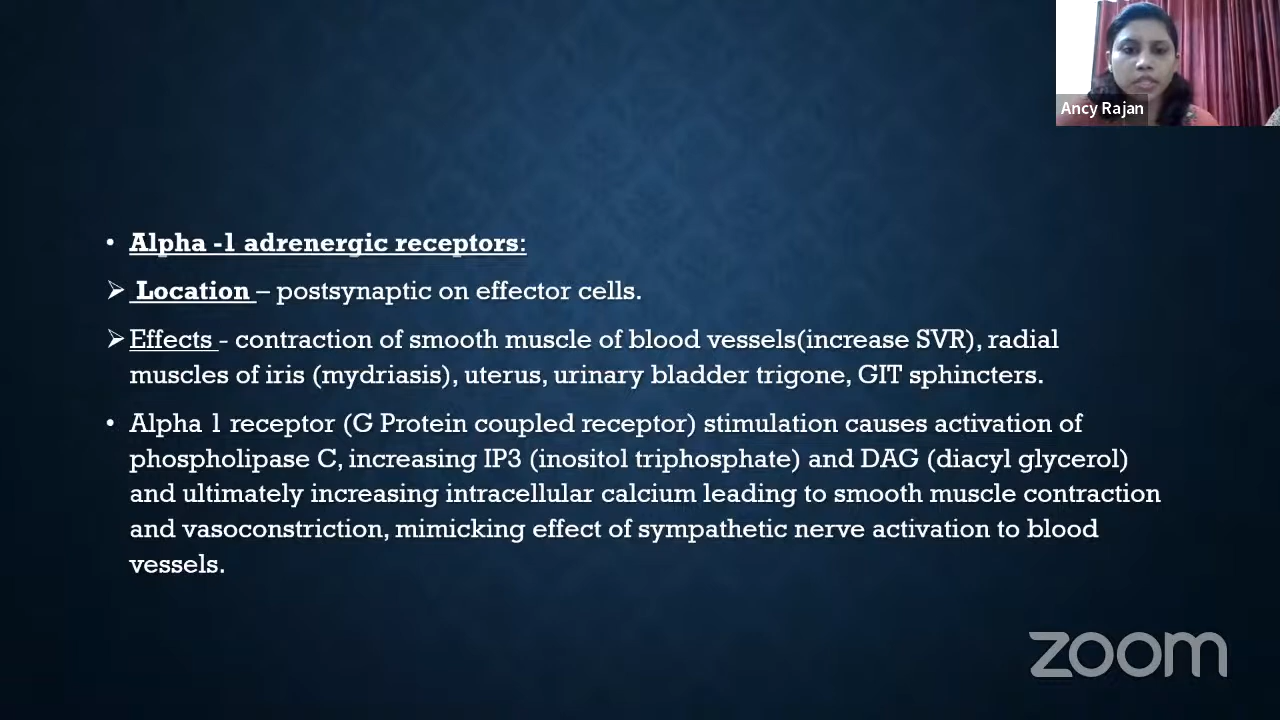 Ancy Rajan
• Alpha -1 adrenergic receptors:
➢ Location – postsynaptic on effector cells.
➢ Effects - contraction of smooth muscle of blood vessels(increase SVR), radial
muscles of iris (mydriasis), uterus, urinary bladder trigone, GIT sphincters.
• Alpha 1 receptor (G Protein coupled receptor) stimulation causes activation of
phospholipase C, increasing IP3 (inositol triphosphate) and DAG (diacyl glycerol)
and ultimately increasing intracellular calcium leading to smooth muscle contraction
and vasoconstriction, mimicking effect of sympathetic nerve activation to blood
vessels.
zoom